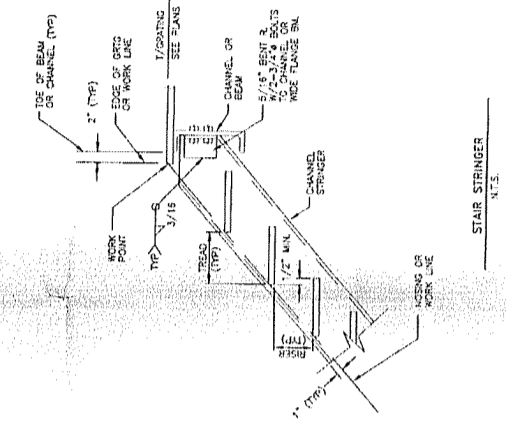 TOE OF BEAM
OR CHANNEL (TYP)
2" (TYP)
EDGE OF GRTG
OR WORK LINE
T/GRATING
SEE PLANS
WORK
POINT
TYP
3/16
CHANNEL OR
BEAM
5/16" BENT PL
W/2-3/4"ø BOLTS
TO CHANNEL OR
WIDE FLANGE BM.
TREAD
(TYP)
1/2" MIN.
CHANNEL
STRINGER
RISER
(TYP)
1" (TYP)
NOSING OR
WORK LINE
STAIR STRINGER
N.T.S.